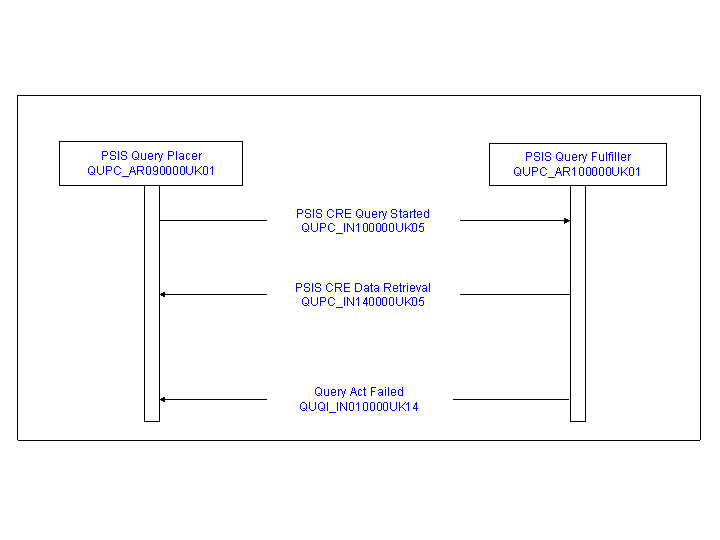 PSIS Query Placer
QUPC_AR090000UK01
PSIS Query Fulfiller
QUPC_AR100000UK01
PSIS CRE Query Started
QUPC_IN100000UK05
PSIS CRE Data Retrieval
QUPC_IN140000UK05
Query Act Failed
QUQI_IN010000UK14